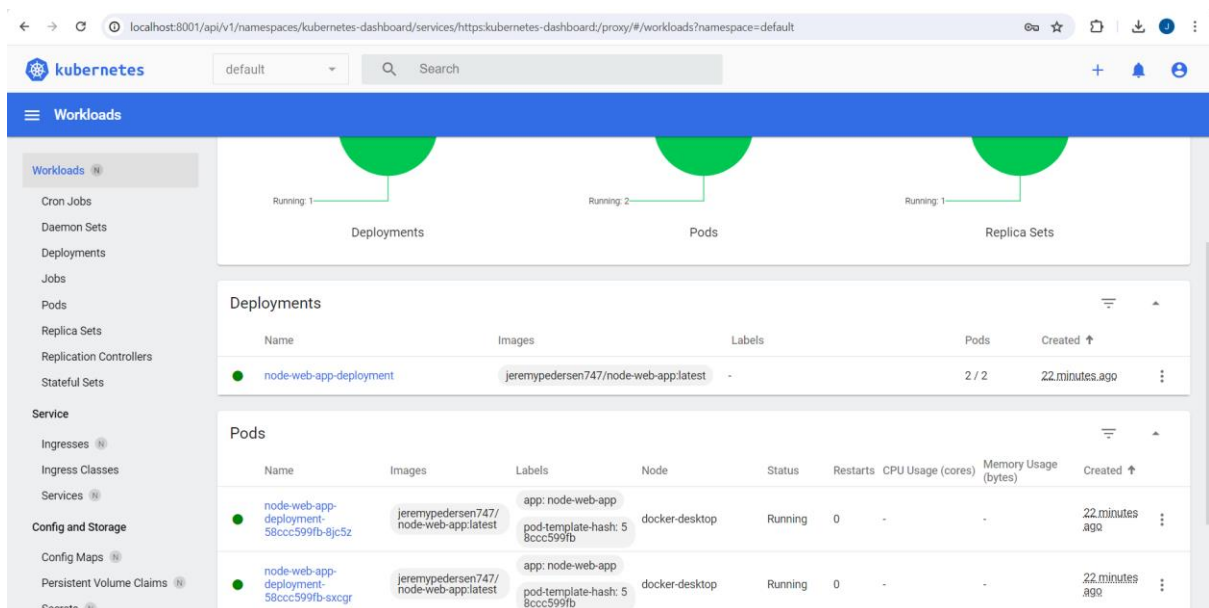 localhost:8001/api/v1/namespaces/kubernetes-dashboard/services/https:kubernetes-dashboard:/proxy/#/workloads?namespace=default
J
kubernetes
default
Search
Workloads
Workloads N
Cron Jobs
Daemon Sets
Deployments
Jobs
Pods
Replica Sets
Replication Controllers
Stateful Sets
Service
Ingresses N
Ingress Classes
Services N
Config and Storage
Config Maps N
Persistent Volume Claims N
Secrets N
Running: 1
Deployments
Running: 2
Pods
Running: 1
Replica Sets
Deployments
Name Images Labels Pods Created ↑
node-web-app-deployment jeremypedersen747/node-web-app:latest - 2 / 2 22 minutes ago
Pods
Name Images Labels Node Status Restarts CPU Usage (cores) Memory Usage (bytes) Created ↑
node-web-app-
deployment-
58ccc599fb-8jc5z
jeremypedersen747/
node-web-app:latest
app: node-web-app
pod-template-hash: 5
8ccc599fb
docker-desktop Running 0 - -
22 minutes
ago
node-web-app-
deployment-
58ccc599fb-sxcgr
jeremypedersen747/
node-web-app:latest
app: node-web-app
pod-template-hash: 5
8ccc599fb
docker-desktop Running 0 - -
22 minutes
ago